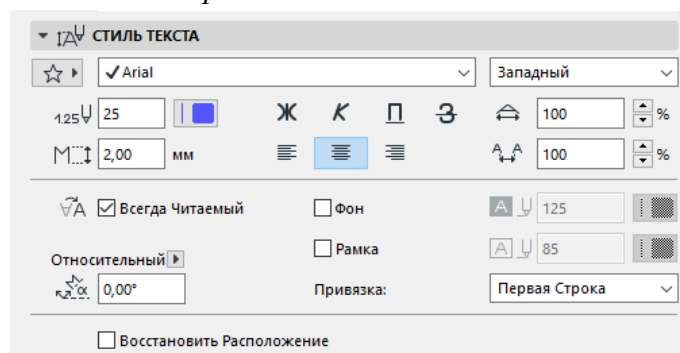 СТИЛЬ ТЕКСТА
Arial Западный
1.25 25 Ж К П З 100 %
М 2,00 мм А А 100 %
А Всегда Читаемый Фон А 125
Рамка А 85
Относительный
α 0,00° Привязка: Первая Строка
Восстановить Расположение